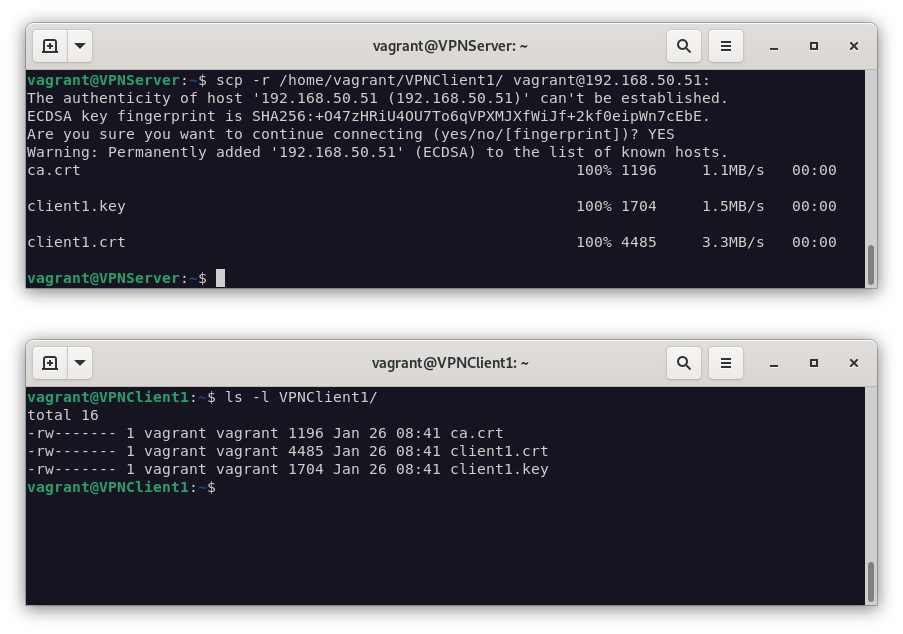 vagrant@VPNServer: ~
vagrant@VPNServer:~$ scp -r /home/vagrant/VPNClient1/ vagrant@192.168.50.51:
The authenticity of host '192.168.50.51 (192.168.50.51)' can't be established.
ECDSA key fingerprint is SHA256:+O47zHRiU4OU7To6qVPXMJXfWiJf+2kf0eipWn7cEbE.
Are you sure you want to continue connecting (yes/no/[fingerprint])? YES
Warning: Permanently added '192.168.50.51' (ECDSA) to the list of known hosts.
ca.crt 100% 1196 1.1MB/s 00:00
client1.key 100% 1704 1.5MB/s 00:00
client1.crt 100% 4485 3.3MB/s 00:00
vagrant@VPNServer:~$
vagrant@VPNClient1: ~
vagrant@VPNClient1:~$ ls -l VPNClient1/
total 16
-rw------- 1 vagrant vagrant 1196 Jan 26 08:41 ca.crt
-rw------- 1 vagrant vagrant 4485 Jan 26 08:41 client1.crt
-rw------- 1 vagrant vagrant 1704 Jan 26 08:41 client1.key
vagrant@VPNClient1:~$